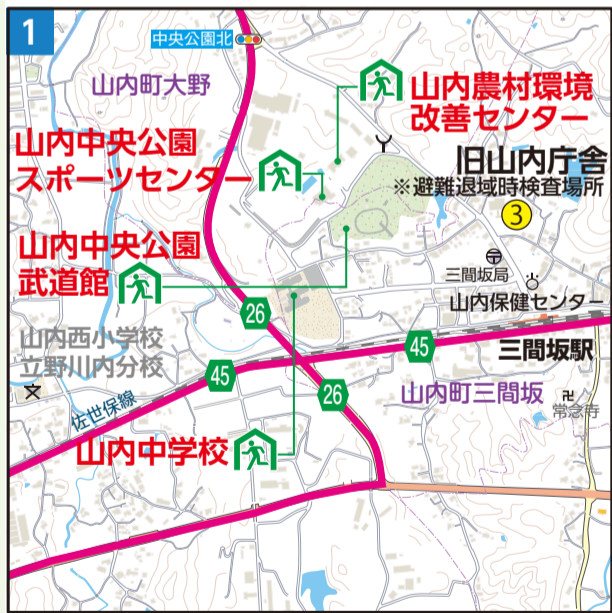 1
中央公園北
山内町大野
山内農村環境
改善センター
山内中央公園
スポーツセンター
旧山内庁舎
※避難退域時検査場所
3
山内中央公園
武道館
三間坂局
山内保健センター
26
山内西小学校
立野川内分校
45
45
三間坂駅
佐世保線
26
山内町三間坂
常念寺
山内中学校